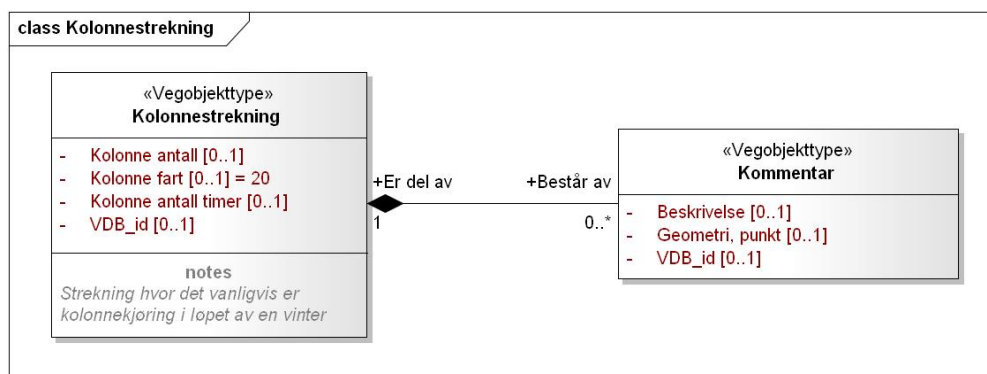 class Kolonnestrekning
«Vegobjekttype»
Kolonnestrekning
- Kolonne antall [0..1]
- Kolonne fart [0..1] = 20
- Kolonne antall timer [0..1]
- VDB_id [0..1]
notes
Strekning hvor det vanligvis er
kolonnekjøring i løpet av en vinter
+Er del av
1
+Består av
0..*
«Vegobjekttype»
Kommentar
- Beskrivelse [0..1]
- Geometri, punkt [0..1]
- VDB_id [0..1]